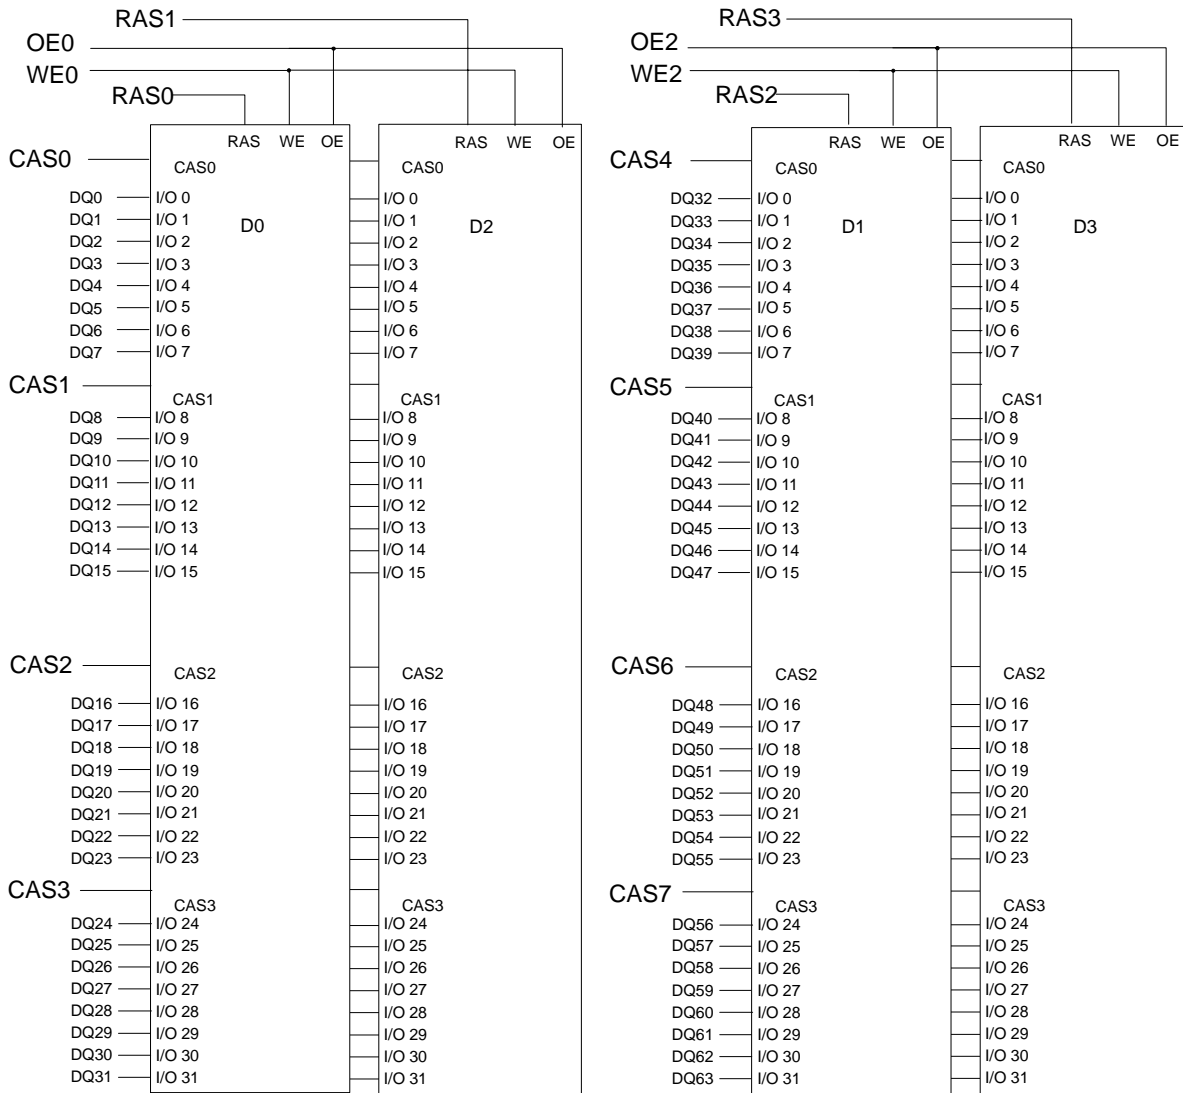 RAS1 RAS3
OE0 OE2
WE0 WE2
RAS0 RAS2
RAS WE OE RAS WE OE RAS WE OE RAS WE OE
CAS0 CAS4
CAS0 CAS0 CAS0 CAS0
DQ0 I/O 0 I/O 0 DQ32 I/O 0 I/O 0
DQ1 I/O 1 D0 I/O 1 D2 DQ33 I/O 1 D1 I/O 1 D3
DQ2 I/O 2 I/O 2 DQ34 I/O 2 I/O 2
DQ3 I/O 3 I/O 3 DQ35 I/O 3 I/O 3
DQ4 I/O 4 I/O 4 DQ36 I/O 4 I/O 4
DQ5 I/O 5 I/O 5 DQ37 I/O 5 I/O 5
DQ6 I/O 6 I/O 6 DQ38 I/O 6 I/O 6
DQ7 I/O 7 I/O 7 DQ39 I/O 7 I/O 7
CAS1 CAS5
CAS1 CAS1 CAS1 CAS1
DQ8 I/O 8 I/O 8 DQ40 I/O 8 I/O 8
DQ9 I/O 9 I/O 9 DQ41 I/O 9 I/O 9
DQ10 I/O 10 I/O 10 DQ42 I/O 10 I/O 10
DQ11 I/O 11 I/O 11 DQ43 I/O 11 I/O 11
DQ12 I/O 12 I/O 12 DQ44 I/O 12 I/O 12
DQ13 I/O 13 I/O 13 DQ45 I/O 13 I/O 13
DQ14 I/O 14 I/O 14 DQ46 I/O 14 I/O 14
DQ15 I/O 15 I/O 15 DQ47 I/O 15 I/O 15
CAS2 CAS6
CAS2 CAS2 CAS2 CAS2
DQ16 I/O 16 I/O 16 DQ48 I/O 16 I/O 16
DQ17 I/O 17 I/O 17 DQ49 I/O 17 I/O 17
DQ18 I/O 18 I/O 18 DQ50 I/O 18 I/O 18
DQ19 I/O 19 I/O 19 DQ51 I/O 19 I/O 19
DQ20 I/O 20 I/O 20 DQ52 I/O 20 I/O 20
DQ21 I/O 21 I/O 21 DQ53 I/O 21 I/O 21
DQ22 I/O 22 I/O 22 DQ54 I/O 22 I/O 22
DQ23 I/O 23 I/O 23 DQ55 I/O 23 I/O 23
CAS3 CAS7
CAS3 CAS3 CAS3 CAS3
DQ24 I/O 24 I/O 24 DQ56 I/O 24 I/O 24
DQ25 I/O 25 I/O 25 DQ57 I/O 25 I/O 25
DQ26 I/O 26 I/O 26 DQ58 I/O 26 I/O 26
DQ27 I/O 27 I/O 27 DQ59 I/O 27 I/O 27
DQ28 I/O 28 I/O 28 DQ60 I/O 28 I/O 28
DQ29 I/O 29 I/O 29 DQ61 I/O 29 I/O 29
DQ30 I/O 30 I/O 30 DQ62 I/O 30 I/O 30
DQ31 I/O 31 I/O 31 DQ63 I/O 31 I/O 31